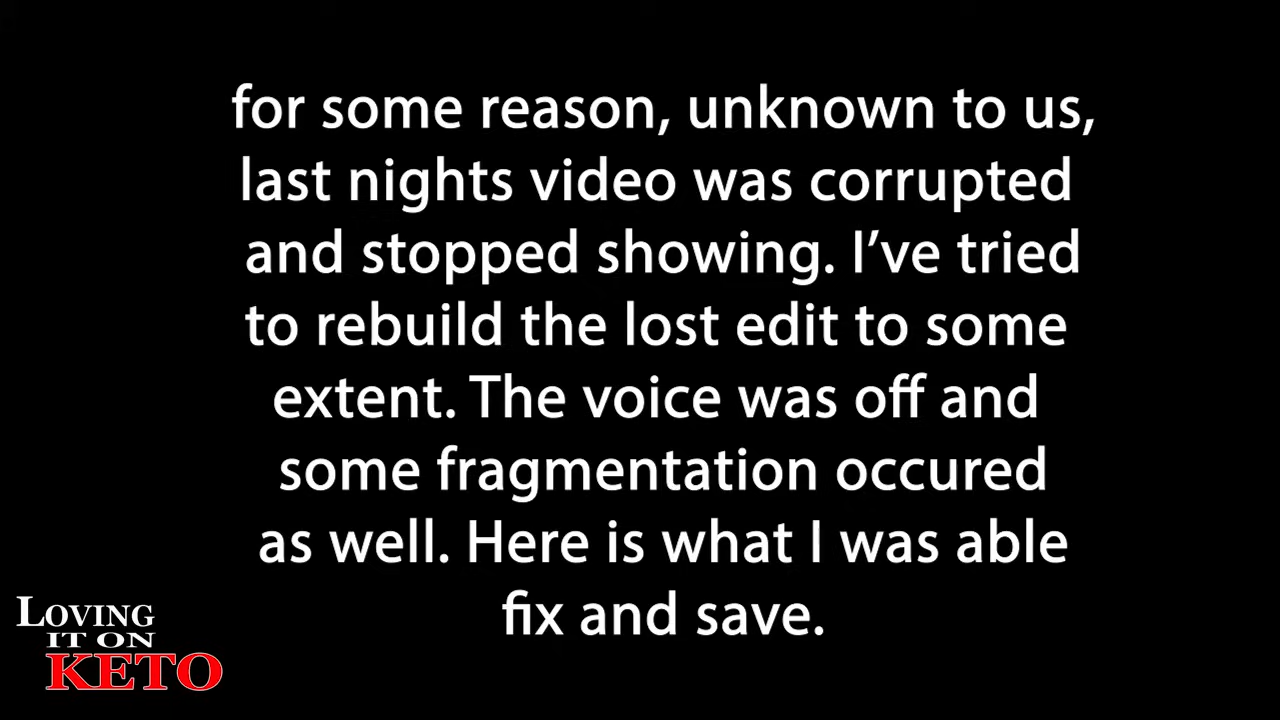 for some reason, unknown to us,
last nights video was corrupted
and stopped showing. I’ve tried
to rebuild the lost edit to some
extent. The voice was off and
some fragmentation occured
as well. Here is what I was able
fix and save.
LOVING
IT ON
KETO